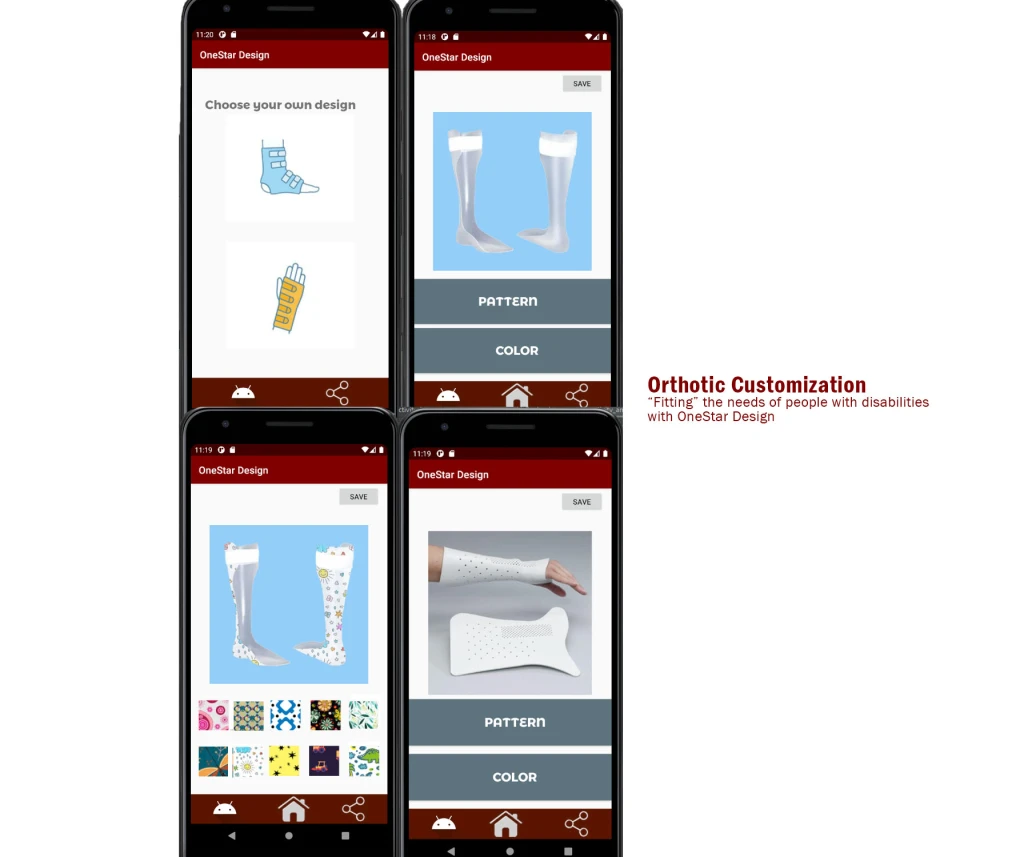 11:20
OneStar Design
Choose your own design
11:18
OneStar Design
SAVE
PATTERN
COLOR
11:19
OneStar Design
SAVE
11:19
OneStar Design
SAVE
PATTERN
COLOR
Orthotic Customization
“Fitting” the needs of people with disabilities
with OneStar Design